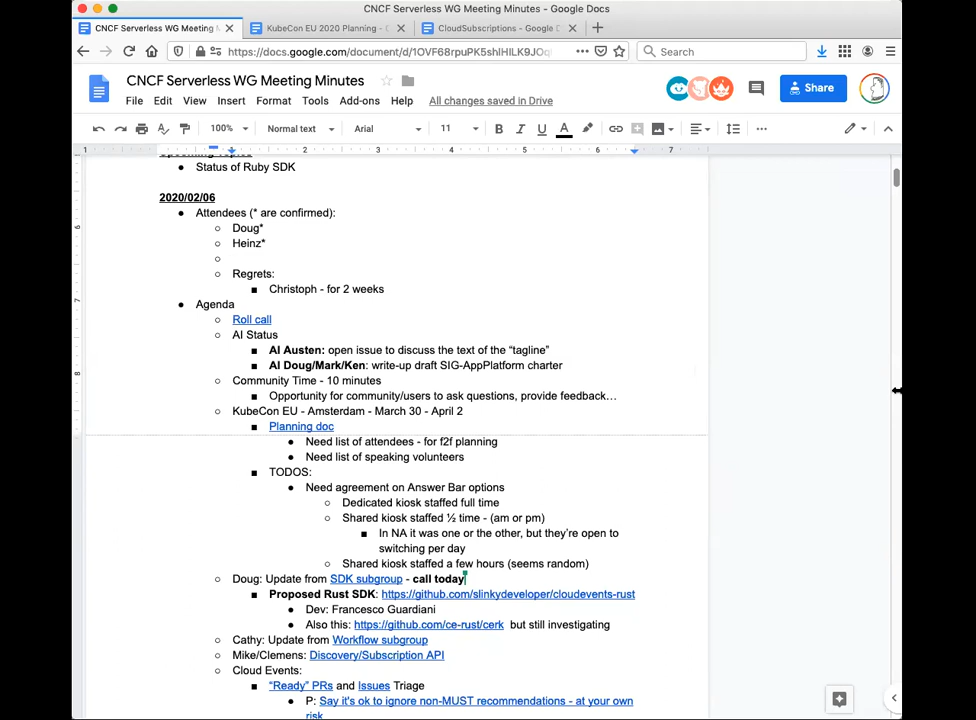 CNCF Serverless WG Meeting Minutes - Google Docs
CNCF Serverless WG Meeting M
KubeCon EU 2020 Planning -
CloudSubscriptions - Google D
Search
CNCF Serverless WG Meeting Minutes
File Edit View Insert Format Tools Add-ons Help All changes saved in Drive
Share
100% Normal text Arial 11 B I U A
1 1 2 3 4 5 6 7
Upcoming Topics
Status of Ruby SDK
2020/02/06
Attendees (* are confirmed):
Doug*
Heinz*
Regrets:
Christoph - for 2 weeks
Agenda
Roll call
AI Status
AI Austen: open issue to discuss the text of the “tagline”
AI Doug/Mark/Ken: write-up draft SIG-AppPlatform charter
Community Time - 10 minutes
Opportunity for community/users to ask questions, provide feedback…
KubeCon EU - Amsterdam - March 30 - April 2
Planning doc
Need list of attendees - for f2f planning
Need list of speaking volunteers
TODOS:
Need agreement on Answer Bar options
Dedicated kiosk staffed full time
Shared kiosk staffed ½ time - (am or pm)
In NA it was one or the other, but they’re open to
switching per day
Shared kiosk staffed a few hours (seems random)
Doug: Update from SDK subgroup - call today
Proposed Rust SDK: https://github.com/slinkydeveloper/cloudevents-rust
Dev: Francesco Guardiani
Also this: https://github.com/ce-rust/cerk but still investigating
Cathy: Update from Workflow subgroup
Mike/Clemens: Discovery/Subscription API
Cloud Events:
“Ready” PRs and Issues Triage
P: Say it's ok to ignore non-MUST recommendations - at your own
risk